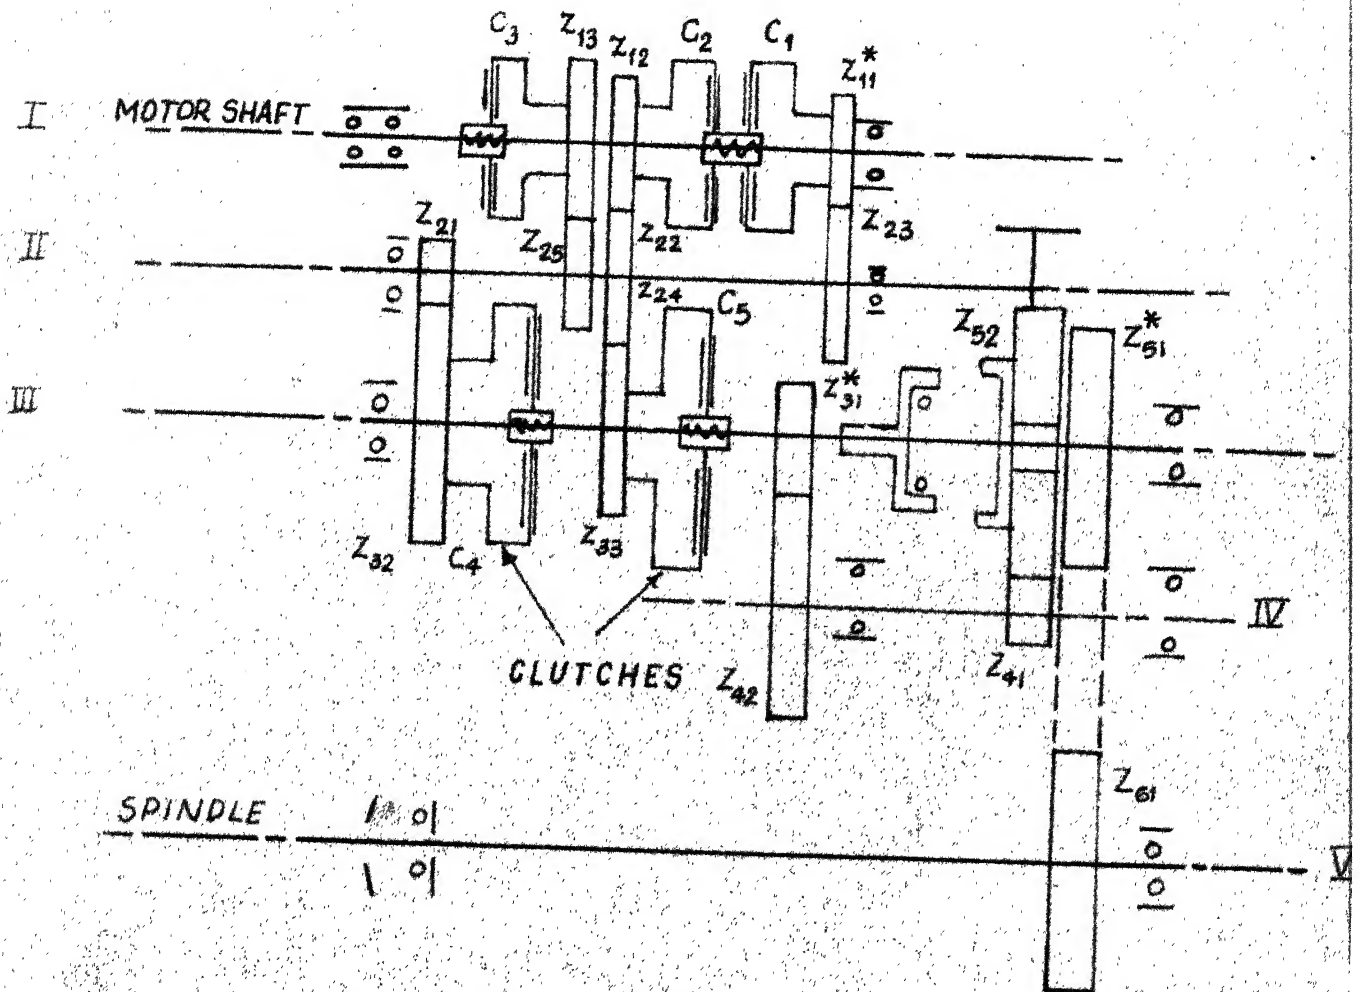 C3 Z13 Z12 C2 C1 Z11*
I MOTOR SHAFT
Z21 Z25 Z22 Z23
II
Z24 C5 Z52 Z51*
III Z31*
Z32 C4 Z33
IV
CLUTCHES Z42 Z41
Z61
SPINDLE
V